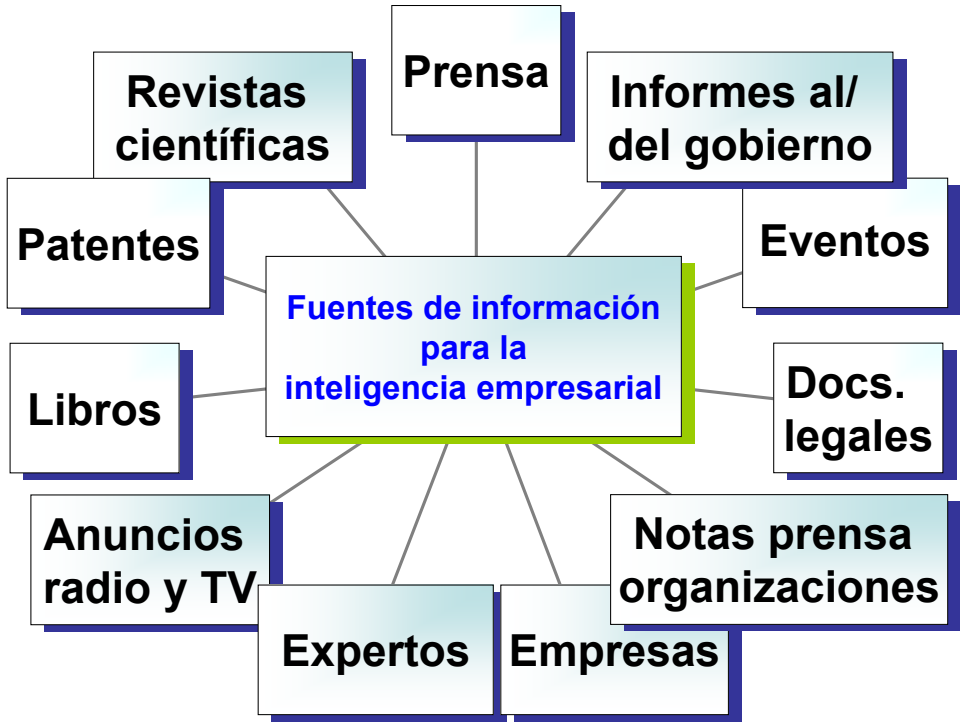 Prensa
Revistas
científicas
Informes al/
del gobierno
Patentes
Eventos
Fuentes de información
para la
inteligencia empresarial
Libros
Docs.
legales
Anuncios
radio y TV
Notas prensa
organizaciones
Expertos
Empresas